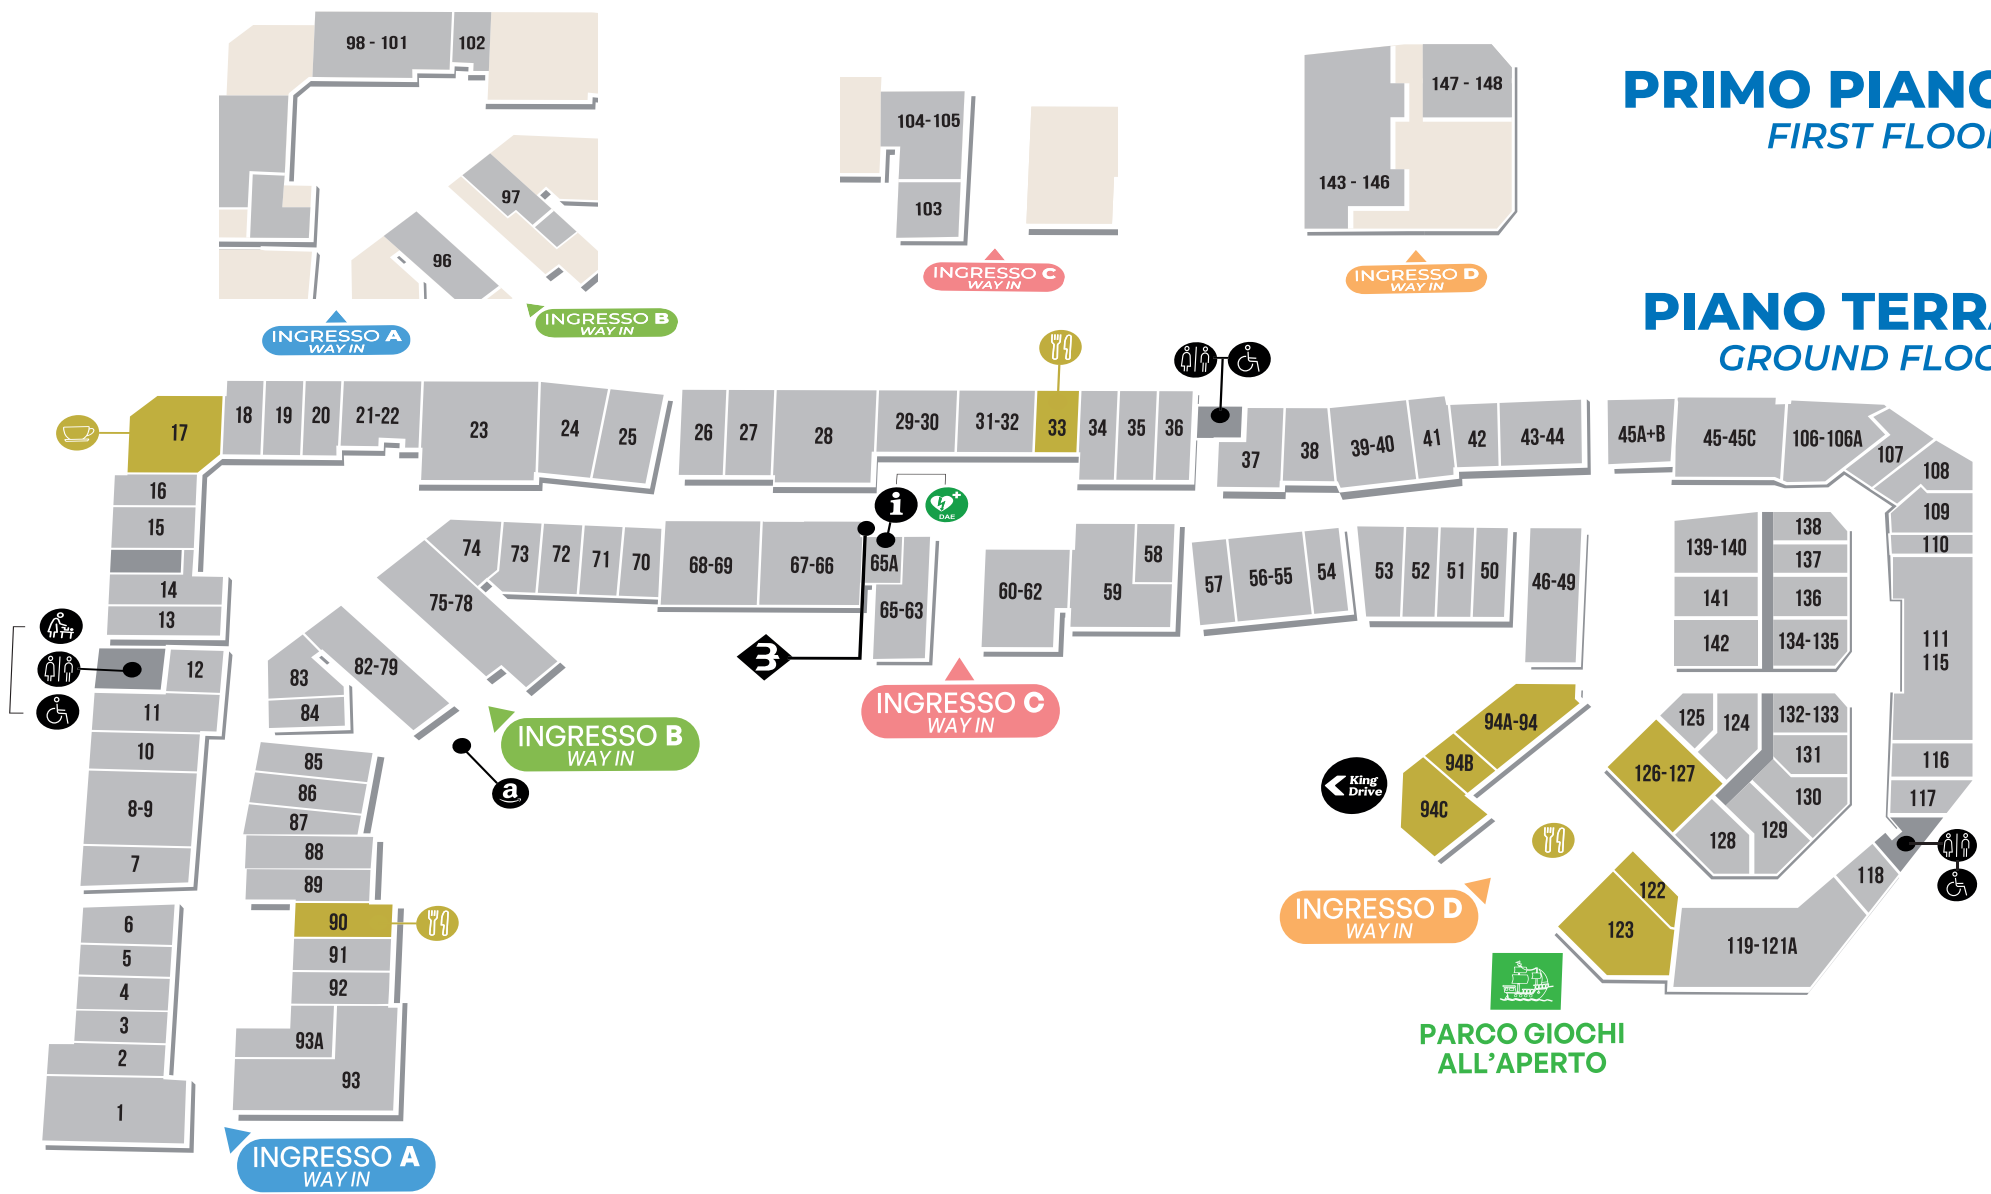 98 - 101
102
97
96
INGRESSO A
WAY IN
INGRESSO B
WAY IN
104-105
103
INGRESSO C
WAY IN
147 - 148
143 - 146
INGRESSO D
WAY IN
PRIMO PIANO
FIRST FLOO
PIANO TERRA
GROUND FLOO
17
18
19
20
21-22
23
24
25
26
27
28
29-30
31-32
33
34
35
36
37
38
39-40
41
42
43-44
45A+B
45-45C
106-106A
107
108
109
110
111
115
116
117
118
119-121A
16
15
14
13
12
11
10
8-9
7
6
5
4
3
2
1
74
73
72
71
70
68-69
67-66
65A
65-63
i
DAE
3
75-78
82-79
83
84
85
86
87
88
89
90
91
92
93A
93
a
60-62
59
58
57
56-55
54
53
52
51
50
46-49
139-140
141
142
138
137
136
134-135
132-133
131
130
129
128
126-127
125
124
94A-94
94B
94C
King
Drive
122
123
INGRESSO A
WAY IN
INGRESSO B
WAY IN
INGRESSO C
WAY IN
INGRESSO D
WAY IN
PARCO GIOCHI
ALL'APERTO